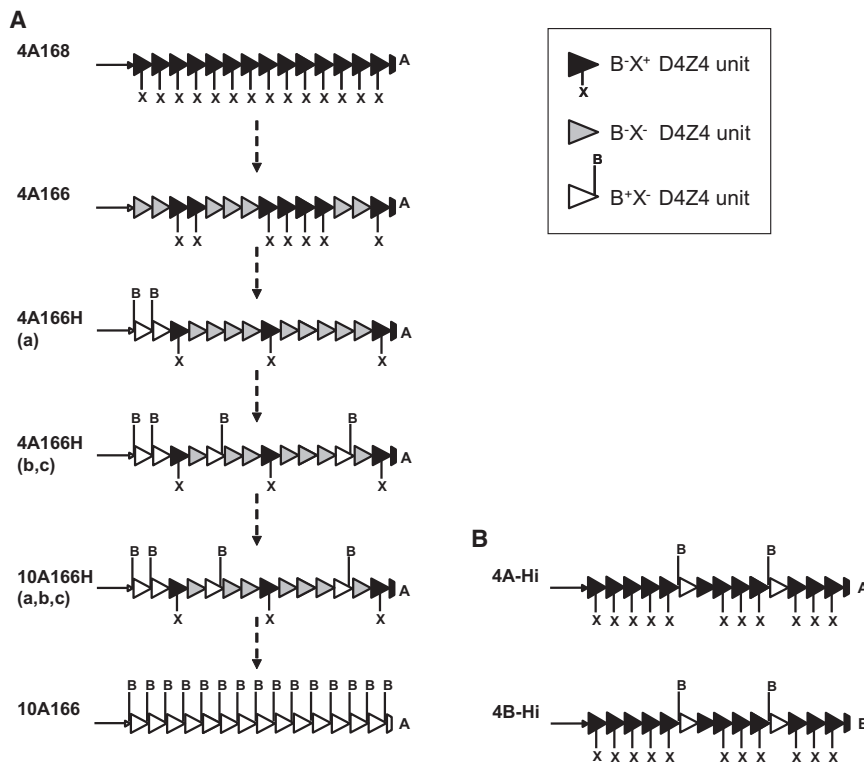 A
4A168
A
X X X X X X X X X X X X X X
4A166
A
X X X X X X X
B B
4A166H
(a)
A
X X X
B B B B
4A166H
(b,c)
A
X X X
B B B B
10A166H
(a,b,c)
A
X X X
B B B B B B B B B B B B B B B
10A166
A
B⁻X⁺ D4Z4 unit
X
B⁻X⁻ D4Z4 unit
B
B⁺X⁻ D4Z4 unit
B
B B
4A-Hi
A
X X X X X X X X X X X
B B
4B-Hi
B
X X X X X X X X X X X